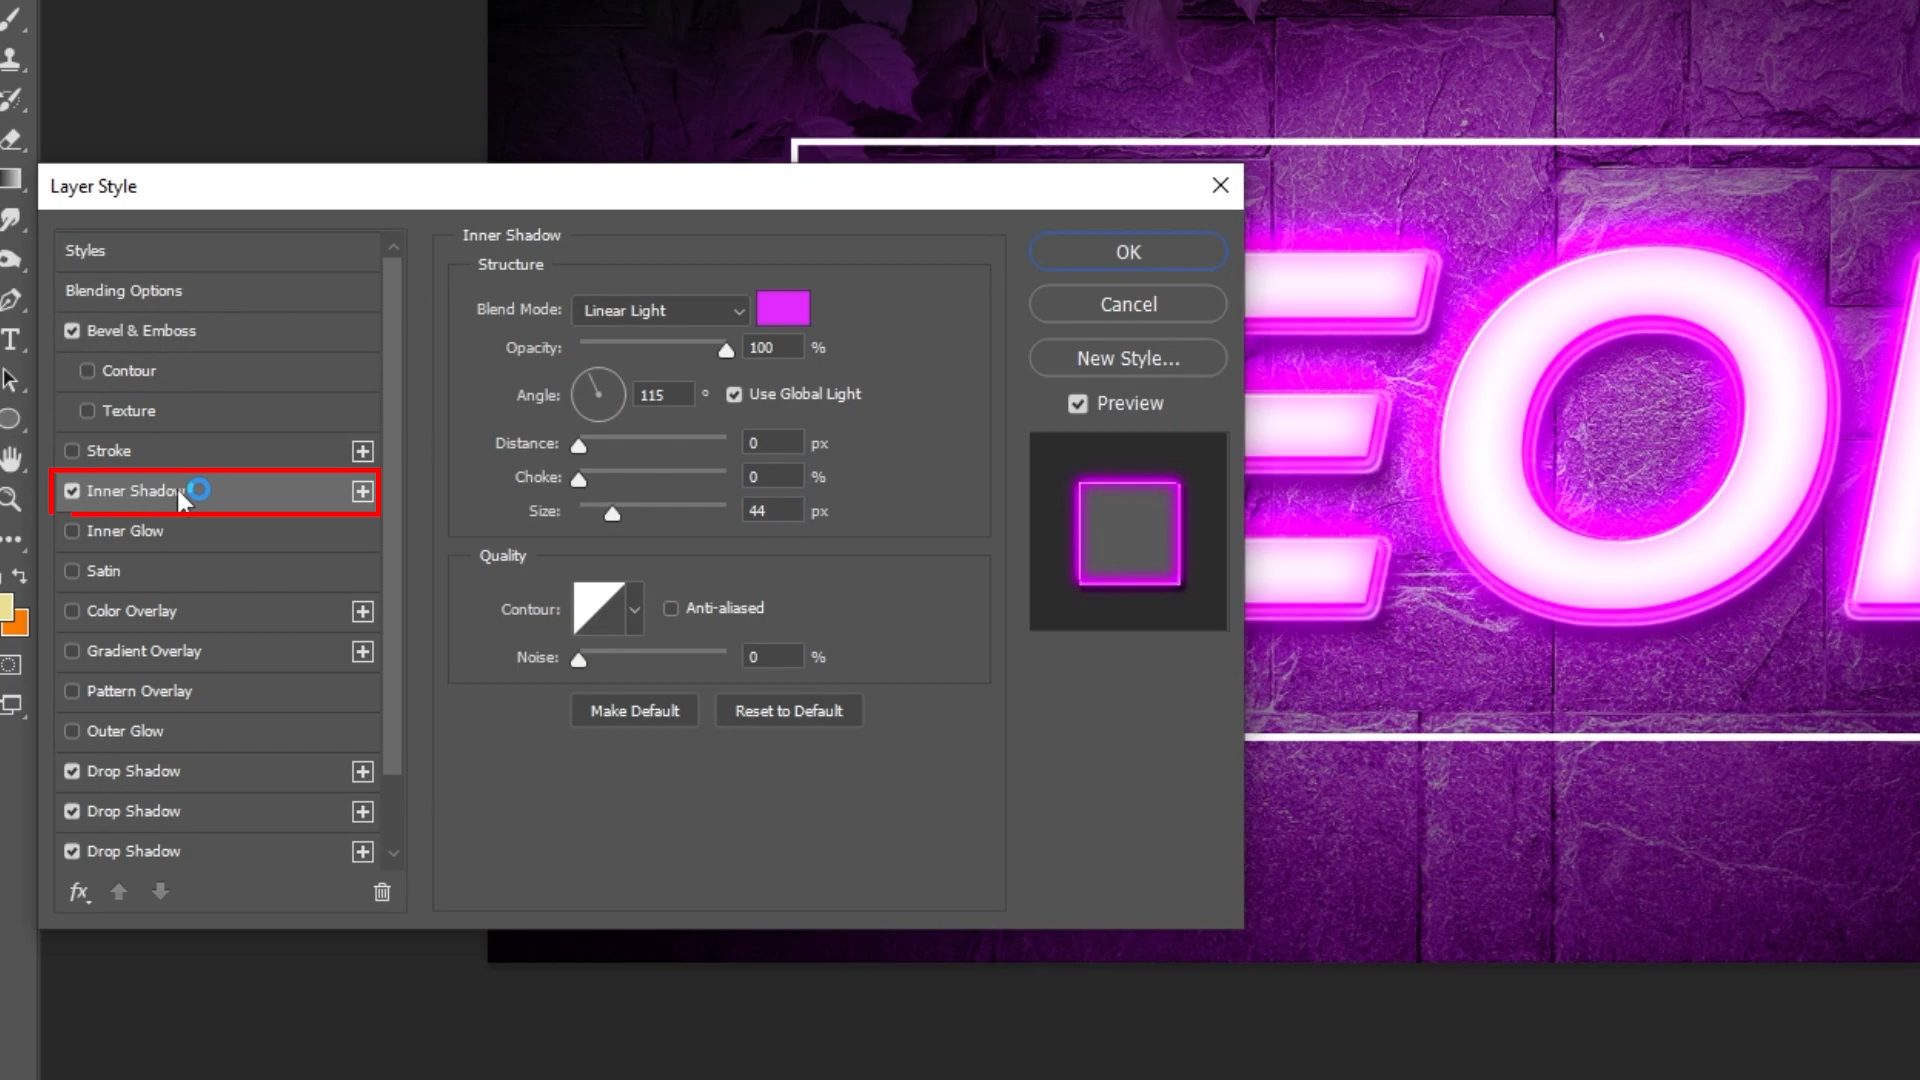 Layer Style
Styles
Blending Options
Bevel & Emboss
Contour
Texture
Stroke
Inner Shadow
Inner Glow
Satin
Color Overlay
Gradient Overlay
Pattern Overlay
Outer Glow
Drop Shadow
Drop Shadow
Drop Shadow
fx
Inner Shadow
Structure
Blend Mode: Linear Light
Opacity: 100 %
Angle: 115 ° Use Global Light
Distance: 0 px
Choke: 0 %
Size: 44 px
Quality
Contour: Anti-aliased
Noise: 0 %
Make Default Reset to Default
OK
Cancel
New Style...
Preview
EO